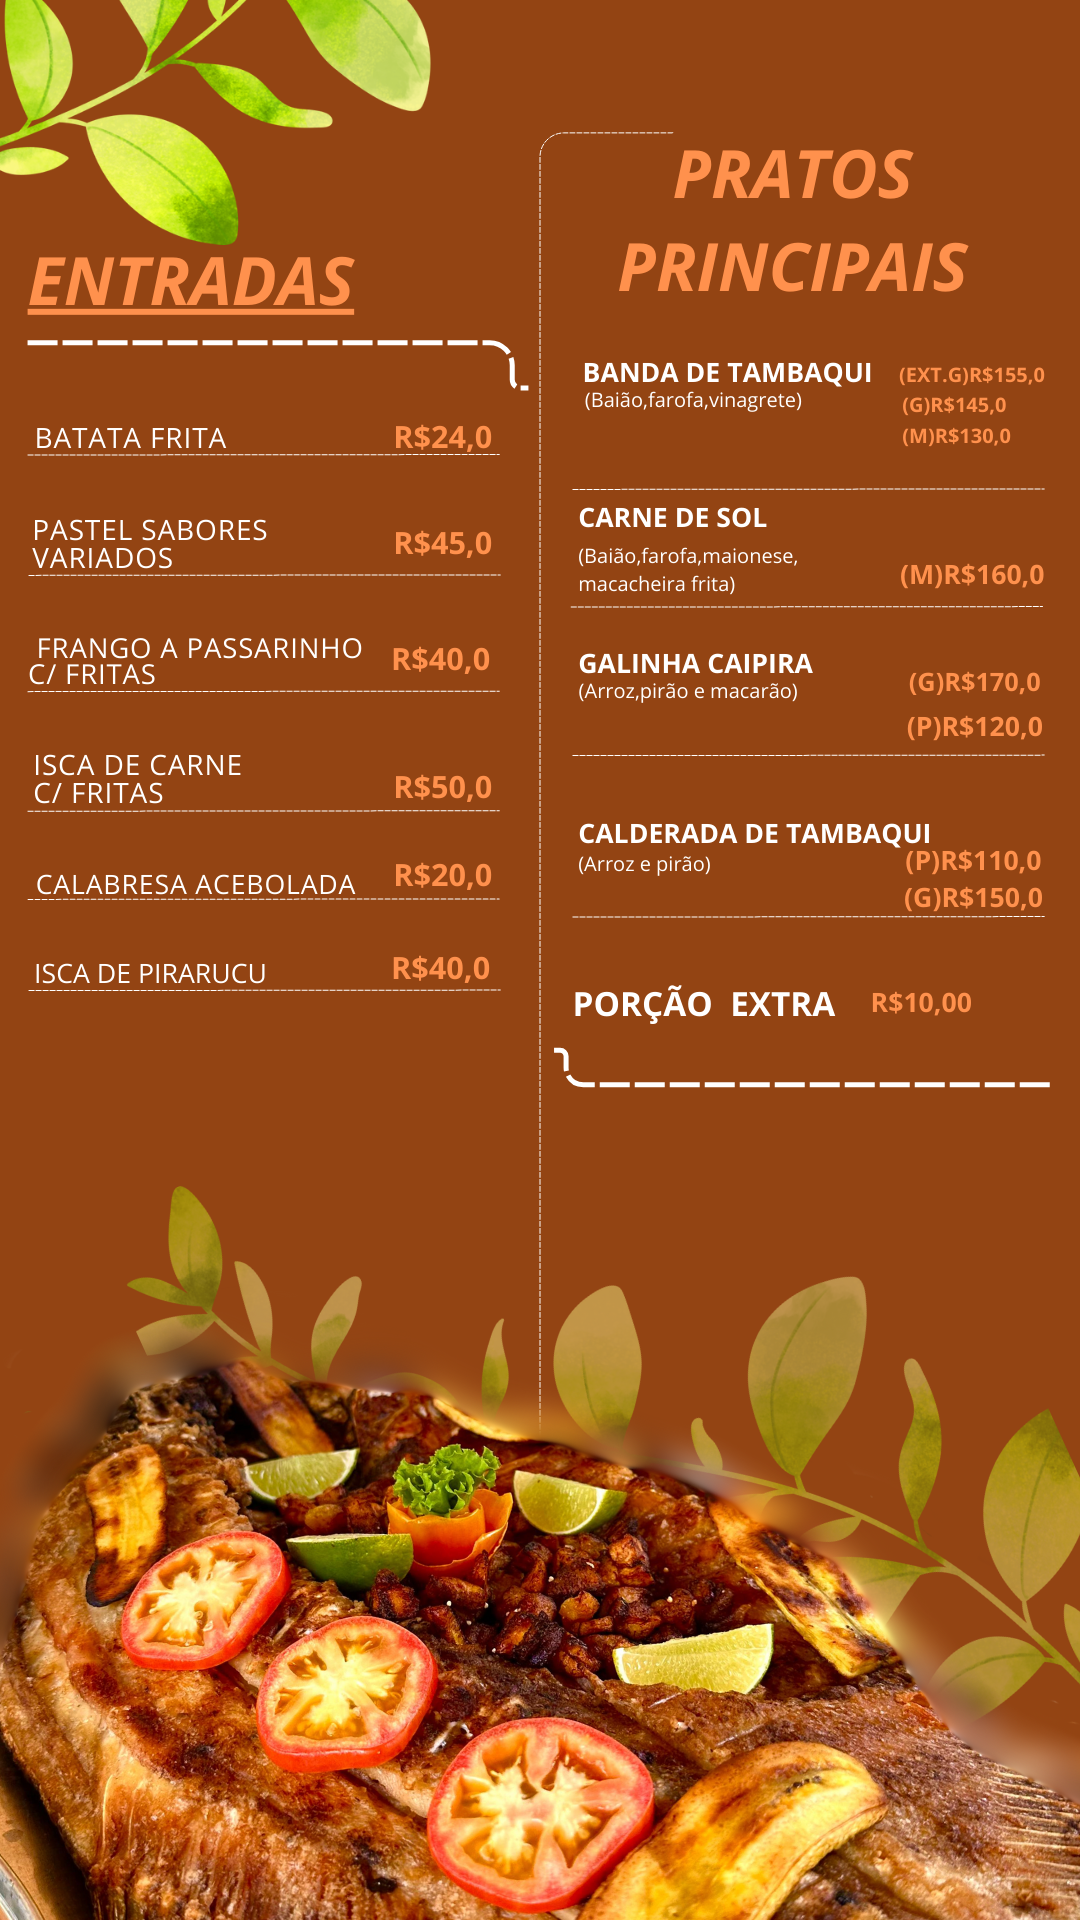 ENTRADAS
BATATA FRITA R$24,0
PASTEL SABORES
VARIADOS R$45,0
FRANGO A PASSARINHO
C/ FRITAS R$40,0
ISCA DE CARNE
C/ FRITAS R$50,0
CALABRESA ACEBOLADA R$20,0
ISCA DE PIRARUCU R$40,0
PRATOS
PRINCIPAIS
BANDA DE TAMBAQUI (EXT.G)R$155,0
(Baião,farofa,vinagrete) (G)R$145,0
(M)R$130,0
CARNE DE SOL
(Baião,farofa,maionese,
macacheira frita) (M)R$160,0
GALINHA CAIPIRA
(Arroz,pirão e macarão) (G)R$170,0
(P)R$120,0
CALDERADA DE TAMBAQUI
(Arroz e pirão) (P)R$110,0
(G)R$150,0
PORÇÃO EXTRA R$10,00